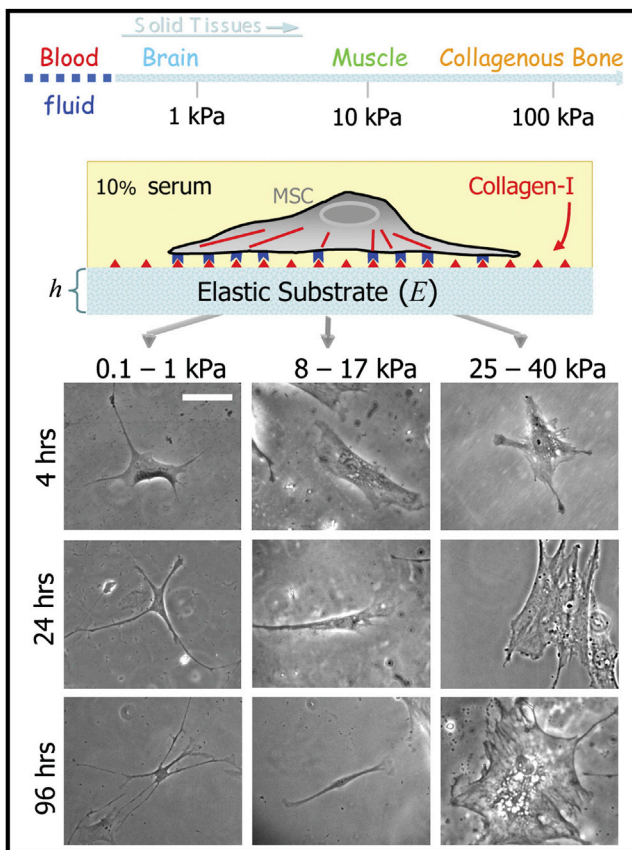 Solid Tissues
Blood Brain Muscle Collagenous Bone
fluid 1 kPa 10 kPa 100 kPa
10% serum MSC Collagen-I
h Elastic Substrate (E)
0.1 – 1 kPa 8 – 17 kPa 25 – 40 kPa
4 hrs
24 hrs
96 hrs